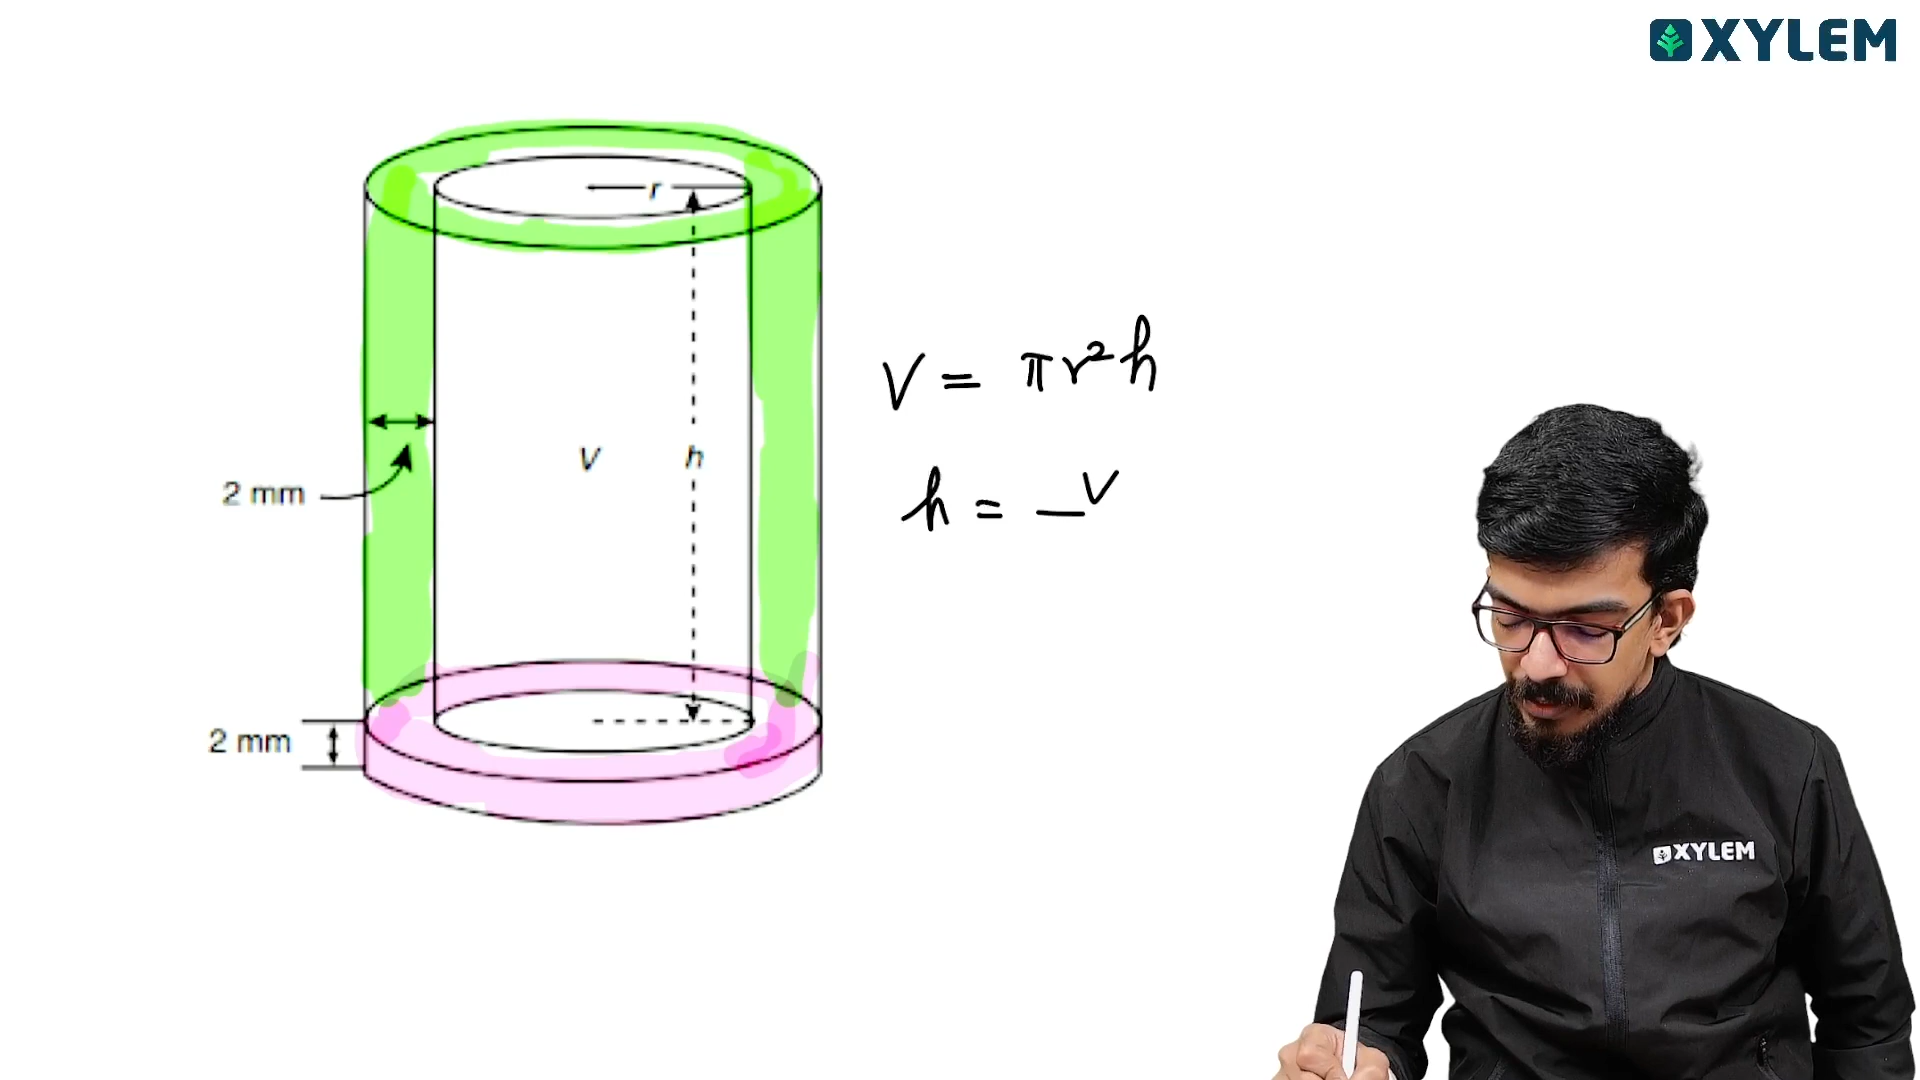 XYLEM
r
V = πr²h
V
h
h = — V
2 mm
2 mm
XYLEM